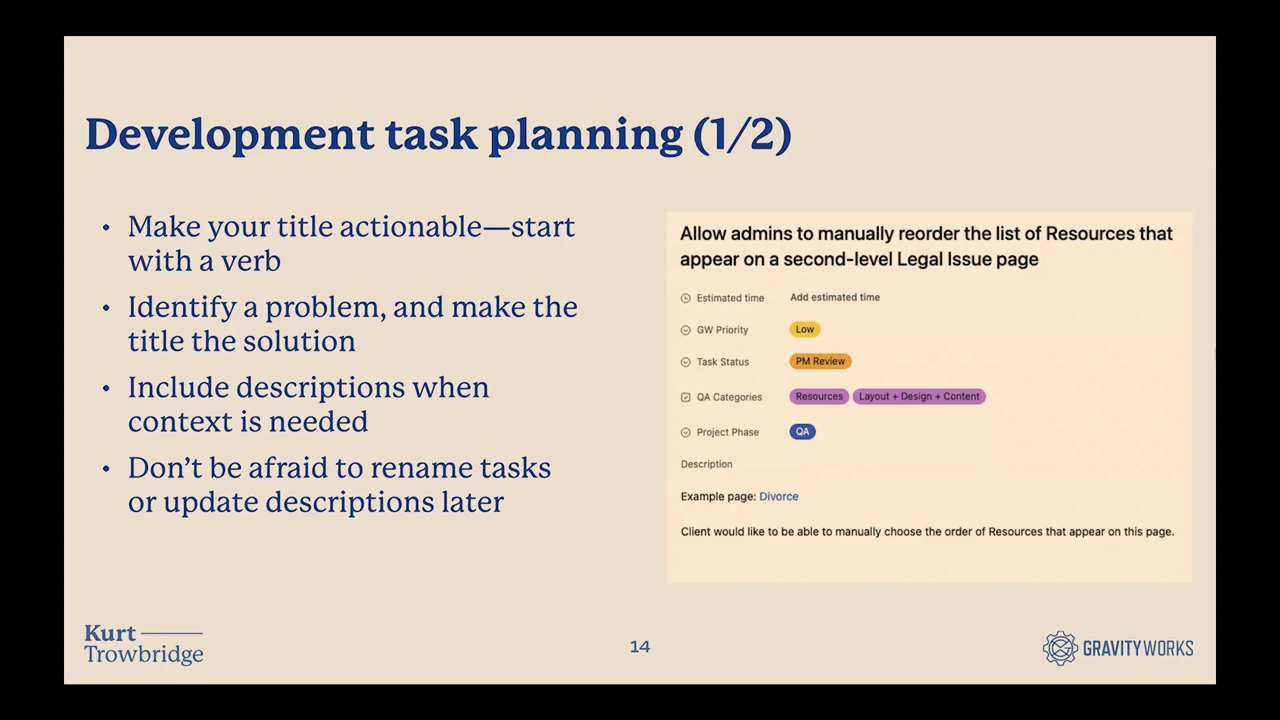 Development task planning (1/2)
• Make your title actionable—start
with a verb
• Identify a problem, and make the
title the solution
• Include descriptions when
context is needed
• Don’t be afraid to rename tasks
or update descriptions later
Allow admins to manually reorder the list of Resources that
appear on a second-level Legal Issue page
Estimated time Add estimated time
GW Priority Low
Task Status PM Review
QA Categories Resources Layout + Design + Content
Project Phase QA
Description
Example page: Divorce
Client would like to be able to manually choose the order of Resources that appear on this page.
Kurt
Trowbridge
14
GRAVITYWORKS